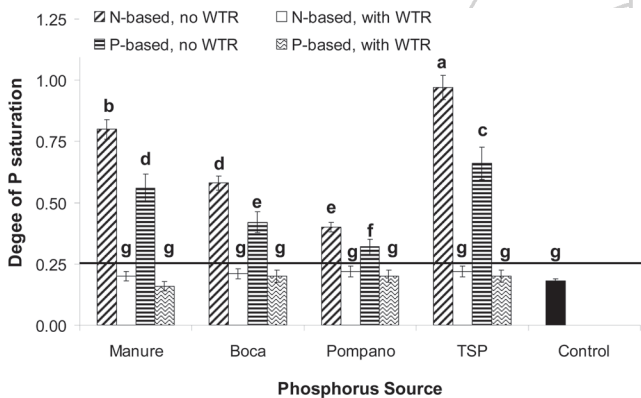 1.25
N-based, no WTR
N-based, with WTR
P-based, no WTR
P-based, with WTR
1.00
0.75
0.50
0.25
0.00
Degee of P saturation
b
g
d
g
d
g
e
g
e
g
f
g
a
g
c
g
g
Manure
Boca
Pompano
TSP
Control
Phosphorus Source